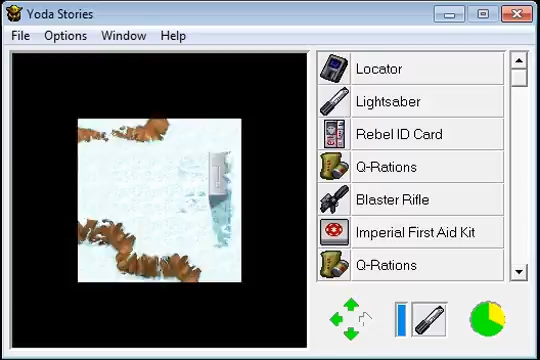 Yoda Stories
File Options Window Help
Locator
Lightsaber
Rebel ID Card
Q-Rations
Blaster Rifle
Imperial First Aid Kit
Q-Rations